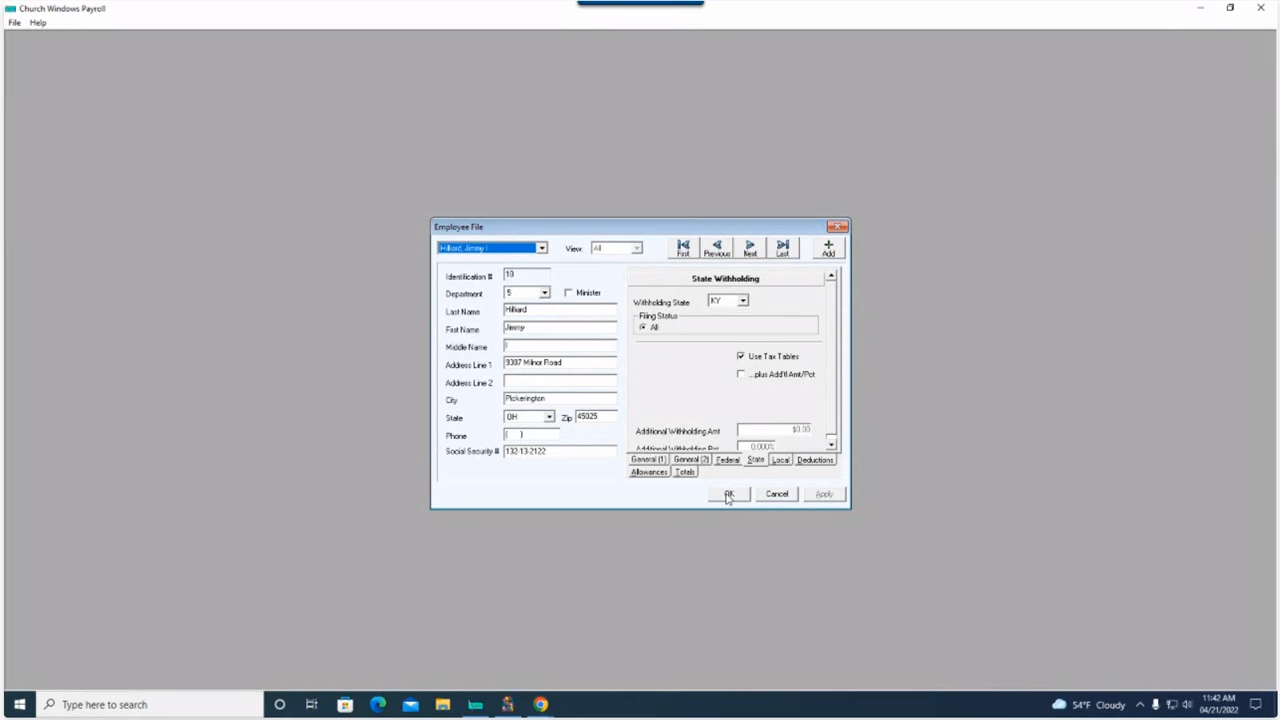 Church Windows Payroll
File Help
Employee File
Hilliard, Jimmy I View: All First Previous Next Last Add
Identification # 10
Department 5 Minister
Last Name Hilliard
First Name Jimmy
Middle Name I
Address Line 1 9387 Milnor Road
Address Line 2
City Pickerington
State OH Zip 45025
Phone ( )
Social Security # 132-13-2122
State Withholding
Withholding State KY
Filing Status
All
Use Tax Tables
...plus Add'l Amt/Pct
Additional Withholding Amt $0.00
Additional Withholding Pct 0.000%
General (1) General (2) Federal State Local Deductions
Allowances Totals
OK Cancel Apply
Type here to search
54°F Cloudy
11:42 AM
04/21/2022